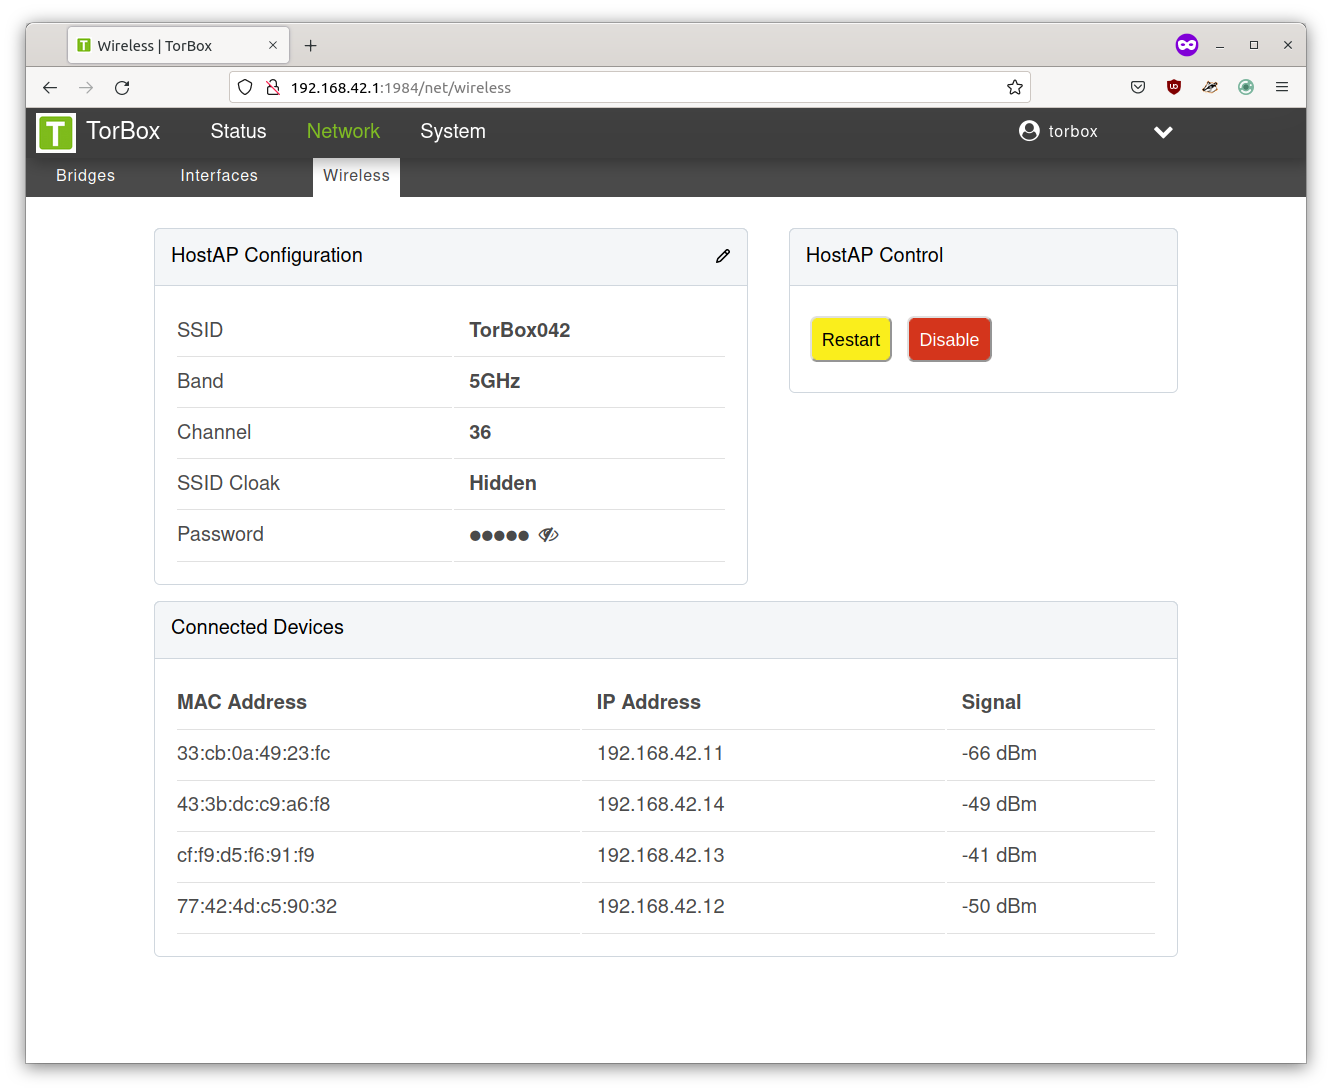 T Wireless | TorBox
192.168.42.1:1984/net/wireless
T TorBox Status Network System torbox
Bridges Interfaces Wireless
HostAP Configuration
SSID TorBox042
Band 5GHz
Channel 36
SSID Cloak Hidden
Password ●●●●●
HostAP Control
Restart Disable
Connected Devices
MAC Address IP Address Signal
33:cb:0a:49:23:fc 192.168.42.11 -66 dBm
43:3b:dc:c9:a6:f8 192.168.42.14 -49 dBm
cf:f9:d5:f6:91:f9 192.168.42.13 -41 dBm
77:42:4d:c5:90:32 192.168.42.12 -50 dBm